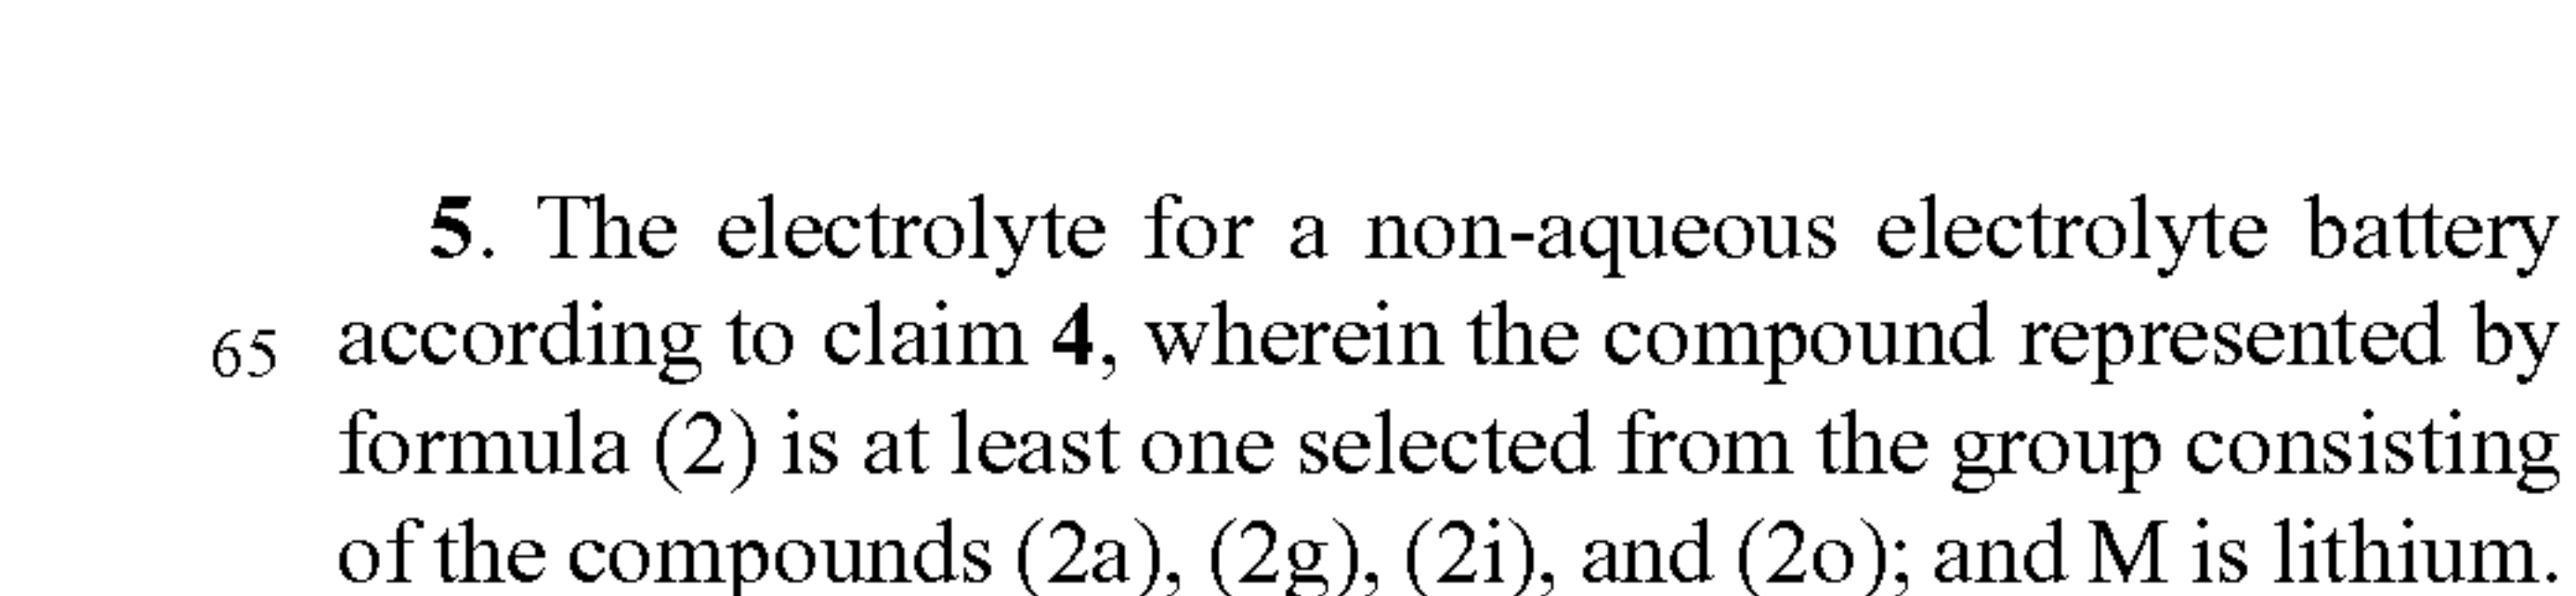 5. The electrolyte for a non-aqueous electrolyte battery
65 according to claim 4, wherein the compound represented by
formula (2) is at least one selected from the group consisting
of the compounds (2a), (2g), (2i), and (2o); and M is lithium.